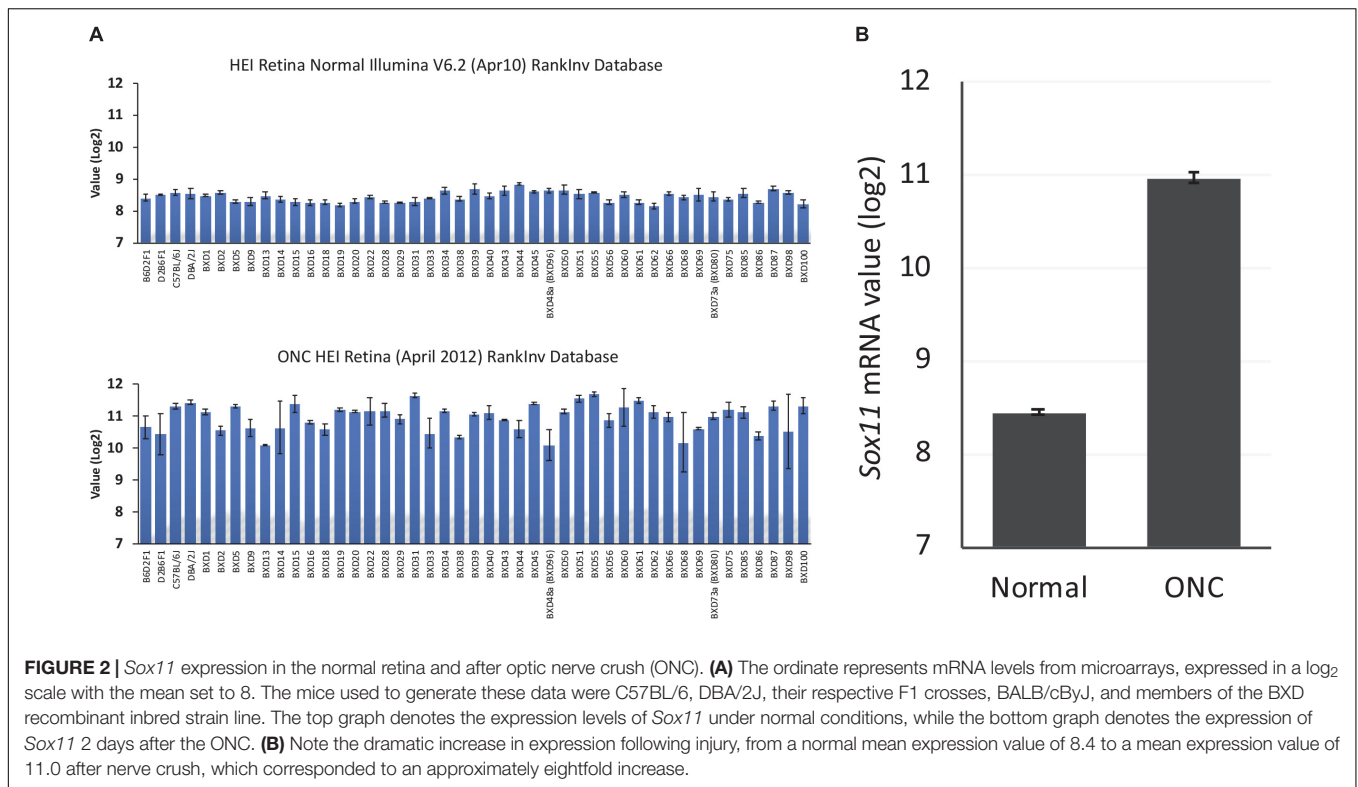 A
HEI Retina Normal Illumina V6.2 (Apr10) RankInv Database
Value (Log2)
12
11
10
9
8
7
B6D2F1
D2B6F1
C57BL/6J
DBA/2J
BXD1
BXD2
BXD5
BXD9
BXD13
BXD14
BXD15
BXD16
BXD18
BXD19
BXD20
BXD22
BXD28
BXD29
BXD31
BXD33
BXD34
BXD38
BXD39
BXD40
BXD43
BXD44
BXD45
BXD48a (BXD96)
BXD50
BXD51
BXD55
BXD56
BXD60
BXD61
BXD62
BXD66
BXD68
BXD69
BXD73a (BXD80)
BXD75
BXD85
BXD86
BXD87
BXD98
BXD100
ONC HEI Retina (April 2012) RankInv Database
Value (Log2)
12
11
10
9
8
7
B6D2F1
D2B6F1
C57BL/6J
DBA/2J
BXD1
BXD2
BXD5
BXD9
BXD13
BXD14
BXD15
BXD16
BXD18
BXD19
BXD20
BXD22
BXD28
BXD29
BXD31
BXD33
BXD34
BXD38
BXD39
BXD40
BXD43
BXD44
BXD45
BXD48a (BXD96)
BXD50
BXD51
BXD55
BXD56
BXD60
BXD61
BXD62
BXD66
BXD68
BXD69
BXD73a (BXD80)
BXD75
BXD85
BXD86
BXD87
BXD98
BXD100
B
Sox11 mRNA value (log2)
12
11
10
9
8
7
Normal
ONC
FIGURE 2 | Sox11 expression in the normal retina and after optic nerve crush (ONC). (A) The ordinate represents mRNA levels from microarrays, expressed in a log₂
scale with the mean set to 8. The mice used to generate these data were C57BL/6, DBA/2J, their respective F1 crosses, BALB/cByJ, and members of the BXD
recombinant inbred strain line. The top graph denotes the expression levels of Sox11 under normal conditions, while the bottom graph denotes the expression of
Sox11 2 days after the ONC. (B) Note the dramatic increase in expression following injury, from a normal mean expression value of 8.4 to a mean expression value of
11.0 after nerve crush, which corresponded to an approximately eightfold increase.